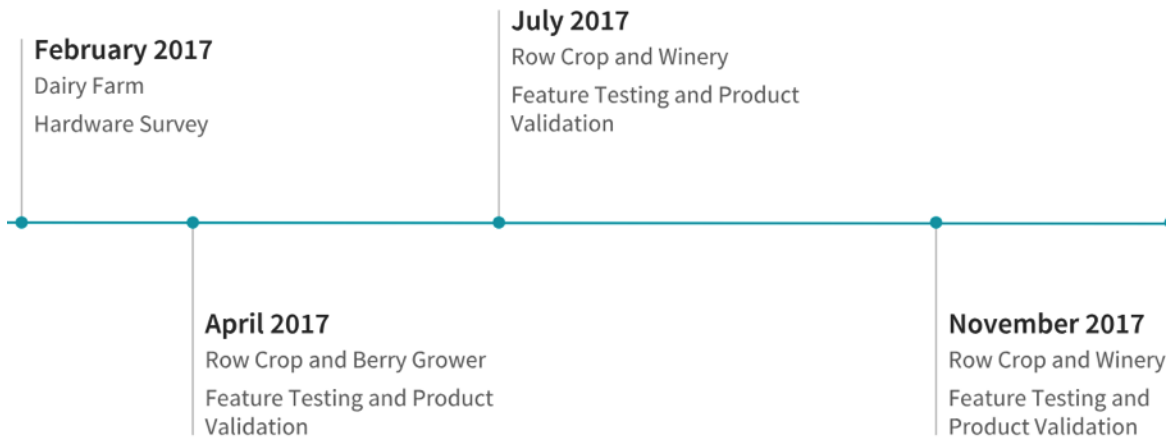 February 2017
Dairy Farm
Hardware Survey
April 2017
Row Crop and Berry Grower
Feature Testing and Product
Validation
July 2017
Row Crop and Winery
Feature Testing and Product
Validation
November 2017
Row Crop and Winery
Feature Testing and
Product Validation